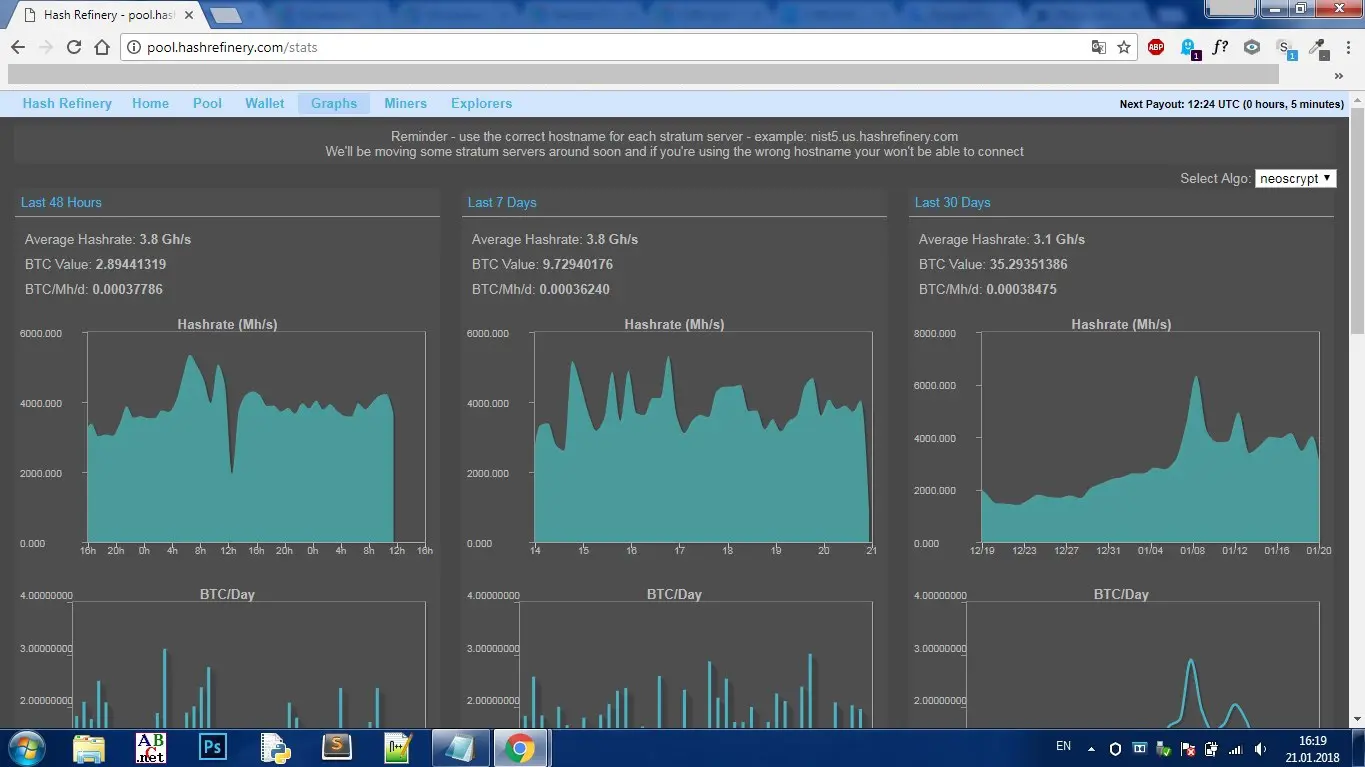 Hash Refinery - pool.has
pool.hashrefinery.com/stats
ABP
1
f?
S
1
»
Hash Refinery Home Pool Wallet Graphs Miners Explorers Next Payout: 12:24 UTC (0 hours, 5 minutes)
Reminder - use the correct hostname for each stratum server - example: nist5.us.hashrefinery.com
We'll be moving some stratum servers around soon and if you're using the wrong hostname your won't be able to connect
Select Algo: neoscrypt
Last 48 Hours
Average Hashrate: 3.8 Gh/s
BTC Value: 2.89441319
BTC/Mh/d: 0.00037786
Hashrate (Mh/s)
6000.000
4000.000
2000.000
0.000
16h 20h 0h 4h 8h 12h 16h 20h 0h 4h 8h 12h 16h
BTC/Day
4.00000000
3.00000000
2.00000000
Last 7 Days
Average Hashrate: 3.8 Gh/s
BTC Value: 9.72940176
BTC/Mh/d: 0.00036240
Hashrate (Mh/s)
6000.000
4000.000
2000.000
0.000
14 15 16 17 18 19 20 21
BTC/Day
4.00000000
3.00000000
2.00000000
Last 30 Days
Average Hashrate: 3.1 Gh/s
BTC Value: 35.29351386
BTC/Mh/d: 0.00038475
Hashrate (Mh/s)
8000.000
6000.000
4000.000
2000.000
0.000
12/19 12/23 12/27 12/31 01/04 01/08 01/12 01/16 01/20
BTC/Day
4.00000000
3.00000000
2.00000000
AB
C
.net
Ps
S
n++
EN
16:19
21.01.2018